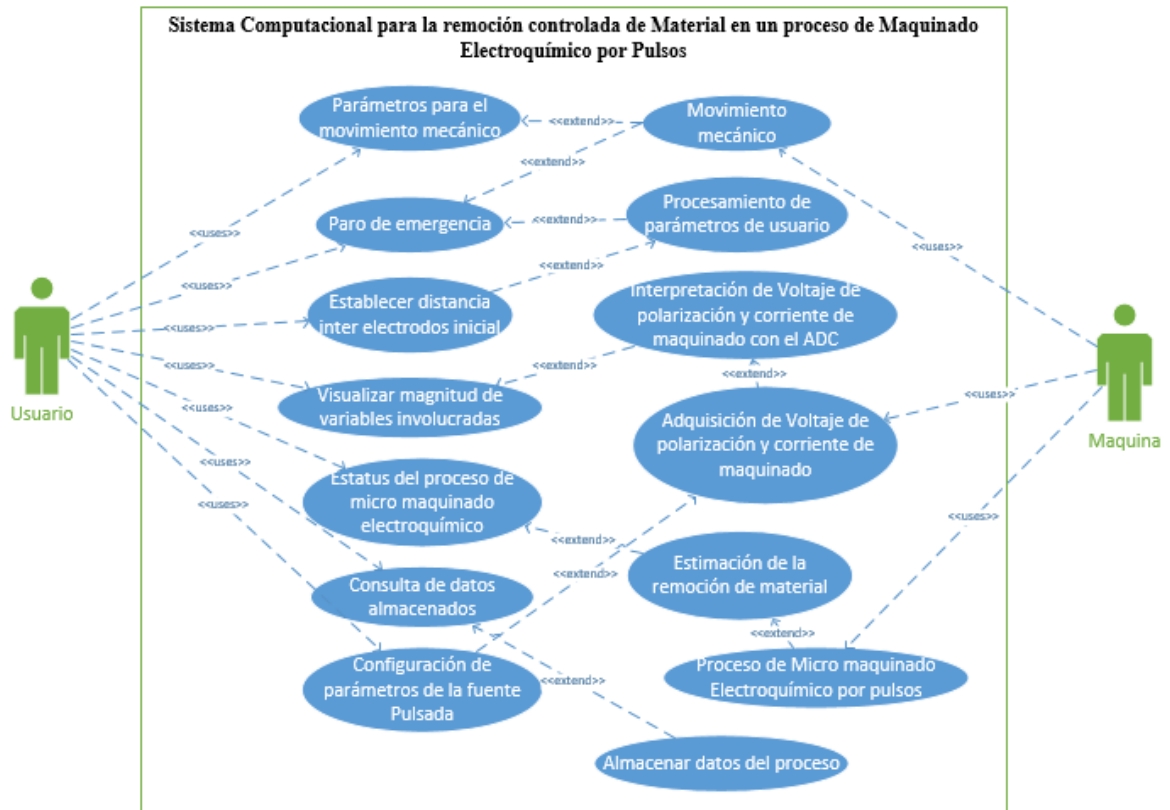 Sistema Computacional para la remoción controlada de Material en un proceso de Maquinado
Electroquímico por Pulsos
Parámetros para el
movimiento mecánico
<<extend>>
Movimiento
mecánico
<<extend>>
Paro de emergencia
<<extend>>
Procesamiento de
parámetros de usuario
<<uses>>
<<uses>>
<<extend>>
<<uses>>
Establecer distancia
inter electrodos inicial
Interpretación de Voltaje de
polarización y corriente de
maquinado con el ADC
<<uses>>
<<uses>>
<<extend>>
<<extend>>
Visualizar magnitud de
variables involucradas
Usuario
<<uses>>
<<uses>>
Adquisición de Voltaje de
polarización y corriente de
maquinado
Maquina
<<uses>>
<<uses>>
Estatus del proceso de
micro maquinado
electroquímico
<<uses>>
<<extend>>
Estimación de la
remoción de material
Consulta de datos
almacenados
<<extend>>
Configuración de
parámetros de la fuente
Pulsada
<<extend>>
Proceso de Micro maquinado
Electroquímico por pulsos
Almacenar datos del proceso